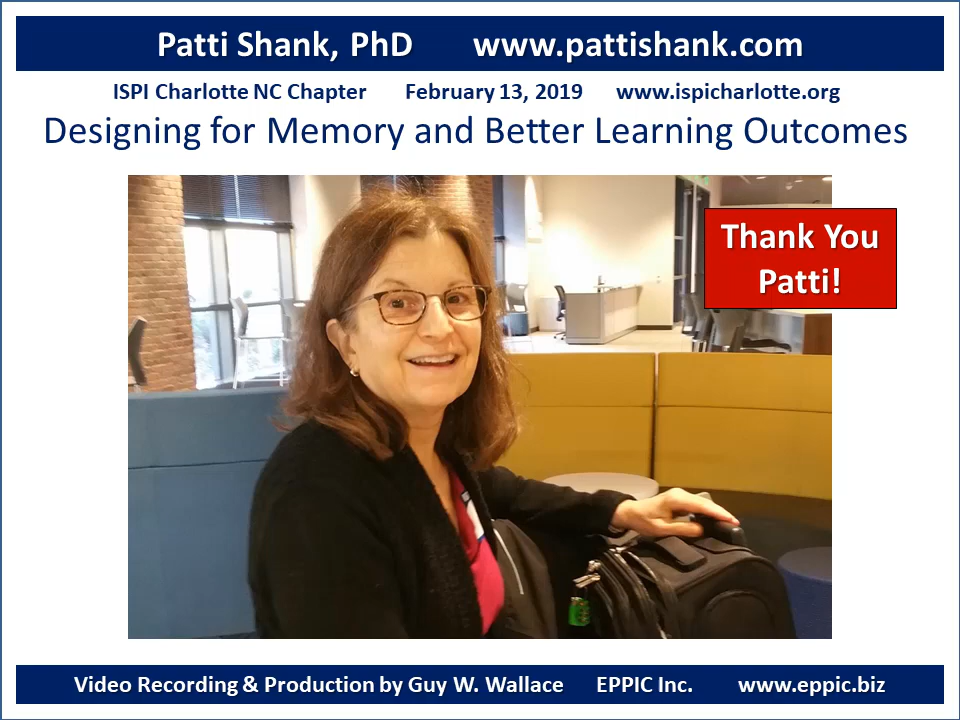 Patti Shank, PhD www.pattishank.com
ISPI Charlotte NC Chapter February 13, 2019 www.ispicharlotte.org
Designing for Memory and Better Learning Outcomes
Thank You
Patti!
Video Recording & Production by Guy W. Wallace EPPIC Inc. www.eppic.biz